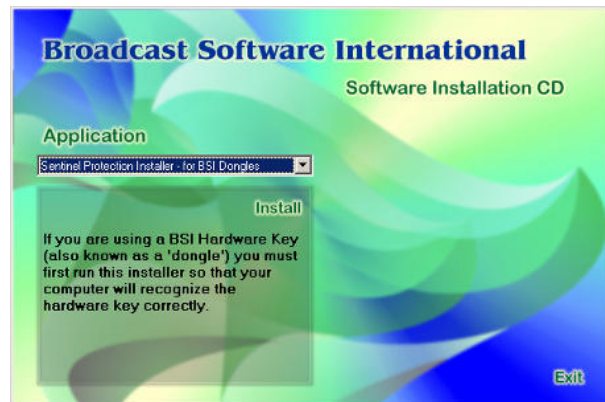 Broadcast Software International
Software Installation CD
Application
Sentinel Protection Installer - for BSI Dongles
Install
If you are using a BSI Hardware Key
(also known as a 'dongle') you must
first run this installer so that your
computer will recognize the
hardware key correctly.
Exit